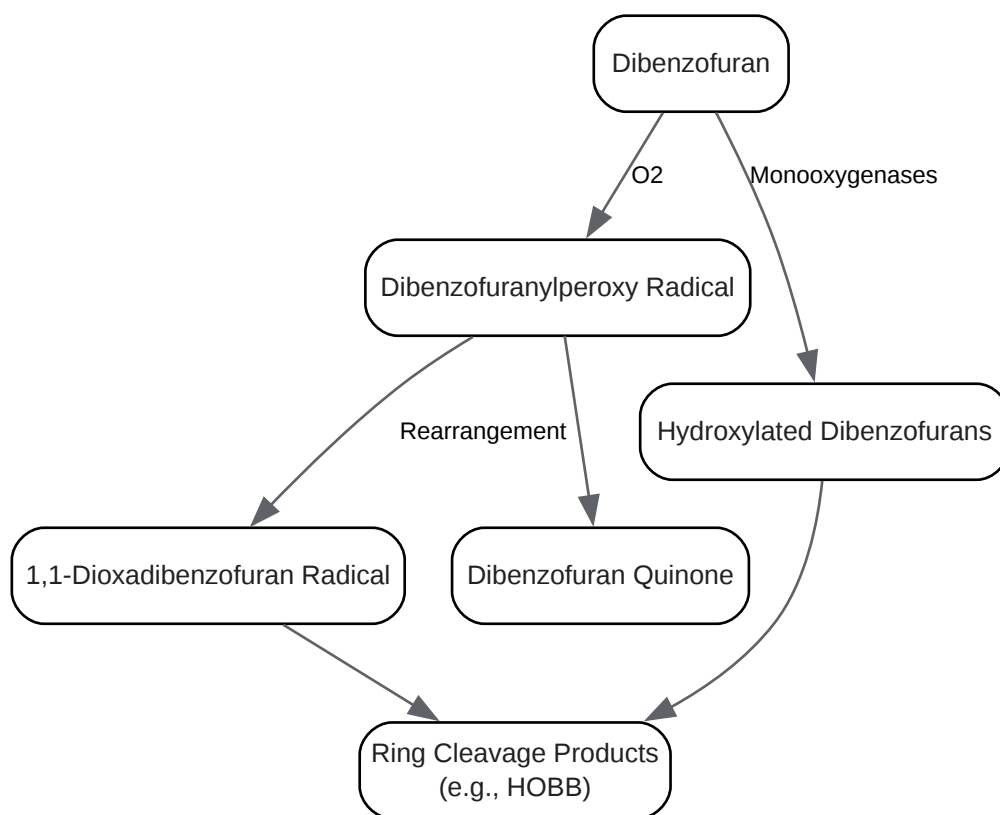 Dibenzofuran
O2
Monooxygenases
Dibenzofuranylperoxy Radical
Rearrangement
Hydroxylated Dibenzofurans
1,1-Dioxadibenzofuran Radical
Dibenzofuran Quinone
Ring Cleavage Products
(e.g., HOBB)